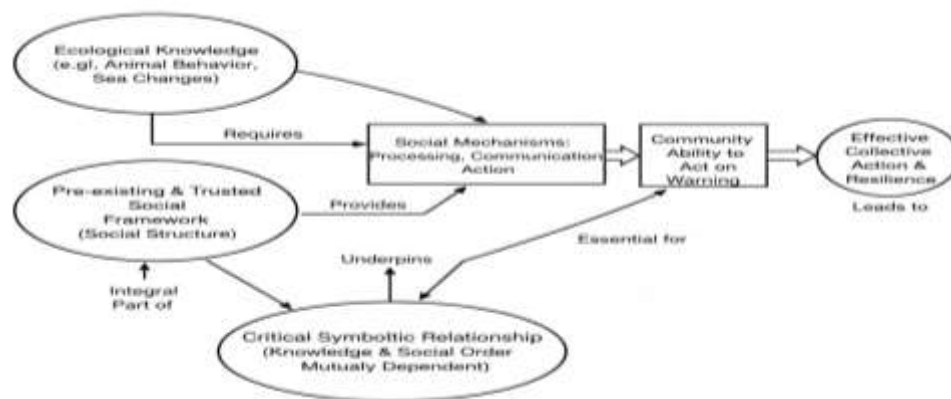 Ecological Knowledge
(e.gl, Animal Behavior,
Sea Changes)
Requires
Social Mechanisms:
Processing, Communication
Action
Community
Ability to
Act on
Warning
Effective
Collective
Action &
Resilience
Leads to
Pre-existing & Trusted
Social
Framework
(Social Structure)
Provides
Essential for
Underpins
Integral
Part of
Critical Symbottic Relationship
(Knowledge & Social Order
Mutualy Dependent)